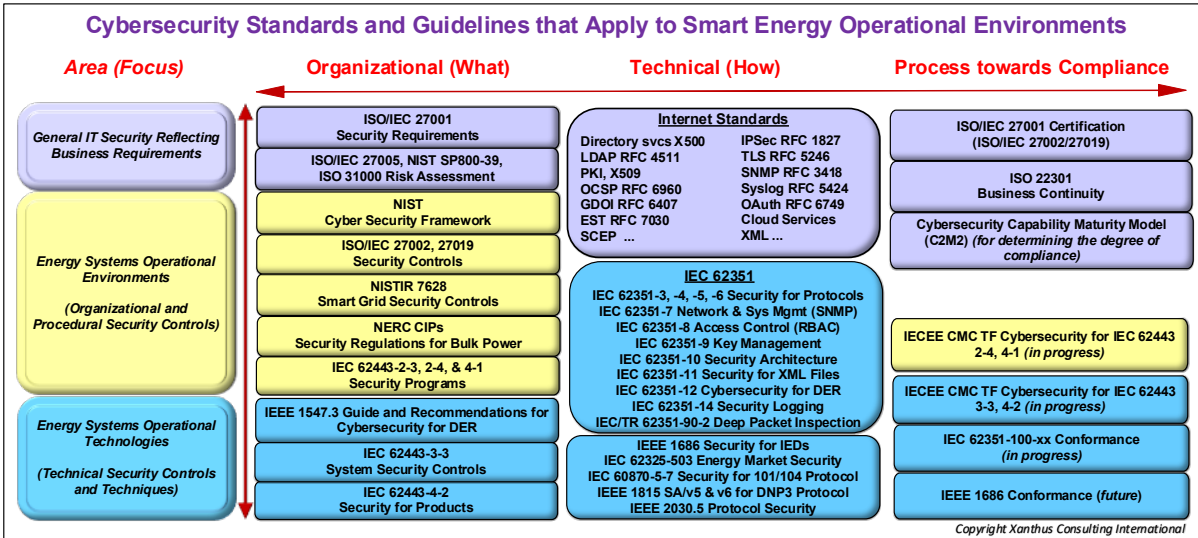 Cybersecurity Standards and Guidelines that Apply to Smart Energy Operational Environments
Area (Focus)
Organizational (What)
Technical (How)
Process towards Compliance
General IT Security Reflecting
Business Requirements
Energy Systems Operational
Environments
(Organizational and
Procedural Security Controls)
Energy Systems Operational
Technologies
(Technical Security Controls
and Techniques)
ISO/IEC 27001
Security Requirements
ISO/IEC 27005, NIST SP800-39,
ISO 31000 Risk Assessment
NIST
Cyber Security Framework
ISO/IEC 27002, 27019
Security Controls
NISTIR 7628
Smart Grid Security Controls
NERC CIPs
Security Regulations for Bulk Power
IEC 62443-2-3, 2-4, & 4-1
Security Programs
IEEE 1547.3 Guide and Recommendations for
Cybersecurity for DER
IEC 62443-3-3
System Security Controls
IEC 62443-4-2
Security for Products
Internet Standards
Directory svcs X500
LDAP RFC 4511
PKI, X509
OCSP RFC 6960
GDOI RFC 6407
EST RFC 7030
SCEP ...
IPSec RFC 1827
TLS RFC 5246
SNMP RFC 3418
Syslog RFC 5424
OAuth RFC 6749
Cloud Services
XML ...
IEC 62351
IEC 62351-3, -4, -5, -6 Security for Protocols
IEC 62351-7 Network & Sys Mgmt (SNMP)
IEC 62351-8 Access Control (RBAC)
IEC 62351-9 Key Management
IEC 62351-10 Security Architecture
IEC 62351-11 Security for XML Files
IEC 62351-12 Cybersecurity for DER
IEC 62351-14 Security Logging
IEC/TR 62351-90-2 Deep Packet Inspection
IEEE 1686 Security for IEDs
IEC 62325-503 Energy Market Security
IEC 60870-5-7 Security for 101/104 Protocol
IEEE 1815 SA/v5 & v6 for DNP3 Protocol
IEEE 2030.5 Protocol Security
ISO/IEC 27001 Certification
(ISO/IEC 27002/27019)
ISO 22301
Business Continuity
Cybersecurity Capability Maturity Model
(C2M2) (for determining the degree of
compliance)
IECEE CMC TF Cybersecurity for IEC 62443
2-4, 4-1 (in progress)
IECEE CMC TF Cybersecurity for IEC 62443
3-3, 4-2 (in progress)
IEC 62351-100-xx Conformance
(in progress)
IEEE 1686 Conformance (future)
Copyright Xanthus Consulting International